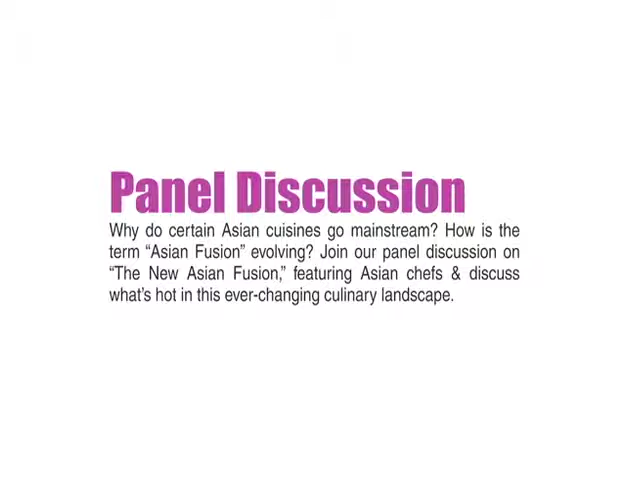 Panel Discussion
Why do certain Asian cuisines go mainstream? How is the
term “Asian Fusion” evolving? Join our panel discussion on
“The New Asian Fusion,” featuring Asian chefs & discuss
what’s hot in this ever-changing culinary landscape.